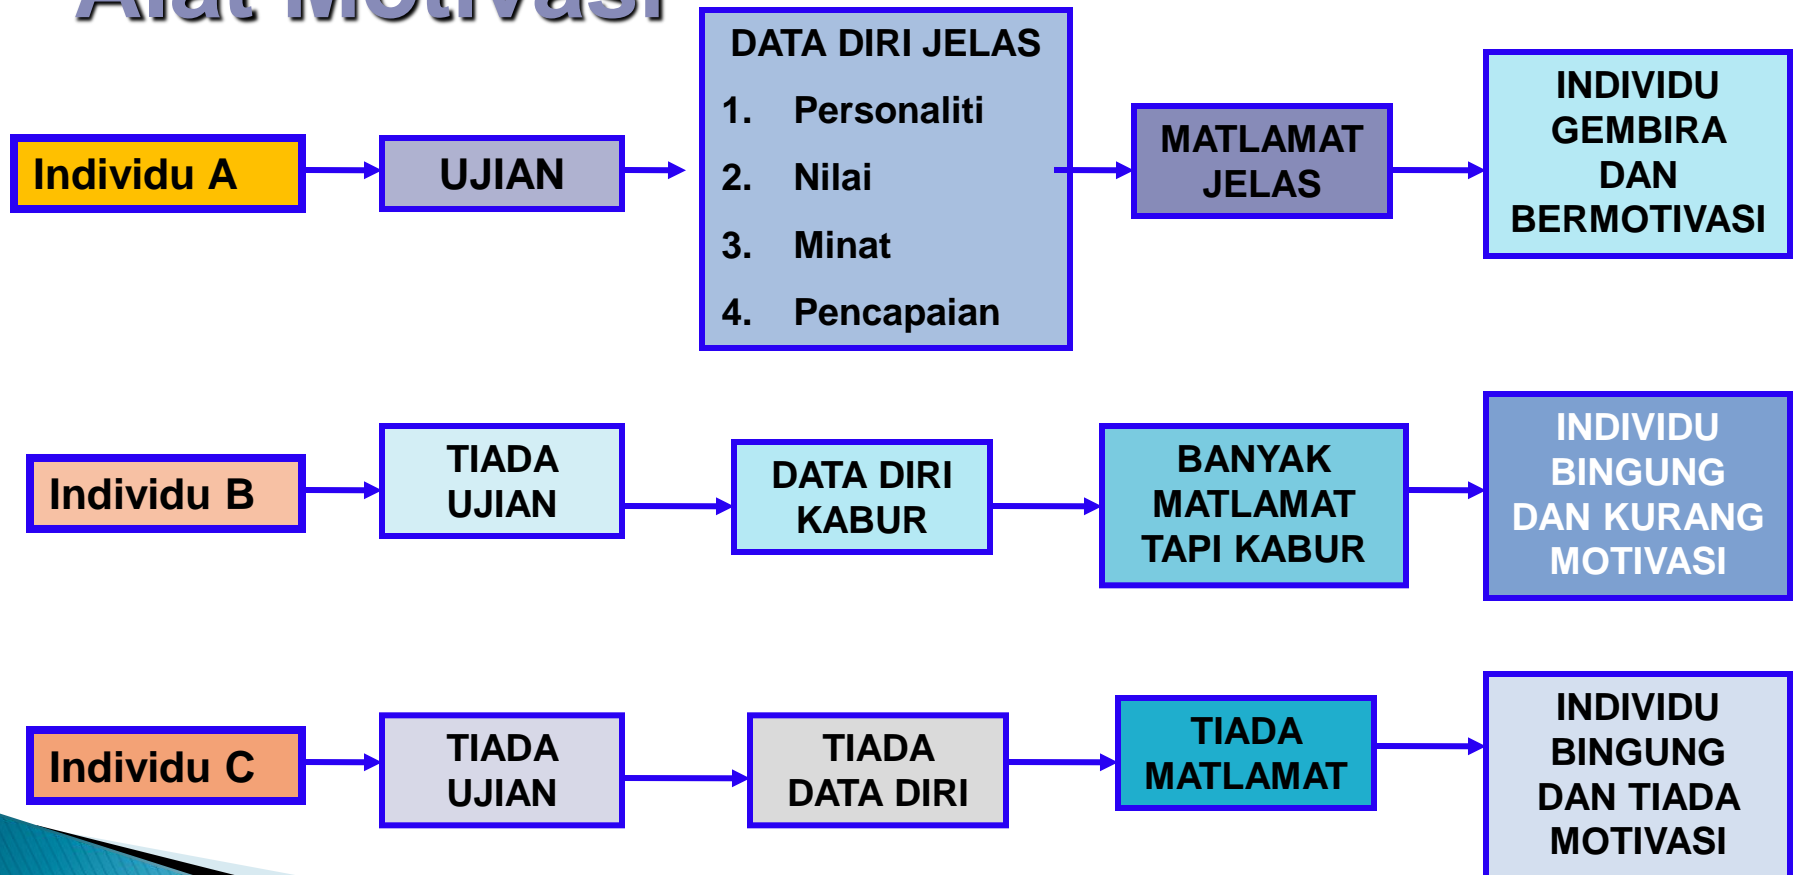 Alat Motivasi
Individu A
UJIAN
DATA DIRI JELAS
1. Personaliti
2. Nilai
3. Minat
4. Pencapaian
MATLAMAT
JELAS
INDIVIDU
GEMBIRA
DAN
BERMOTIVASI
Individu B
TIADA
UJIAN
DATA DIRI
KABUR
BANYAK
MATLAMAT
TAPI KABUR
INDIVIDU
BINGUNG
DAN KURANG
MOTIVASI
Individu C
TIADA
UJIAN
TIADA
DATA DIRI
TIADA
MATLAMAT
INDIVIDU
BINGUNG
DAN TIADA
MOTIVASI